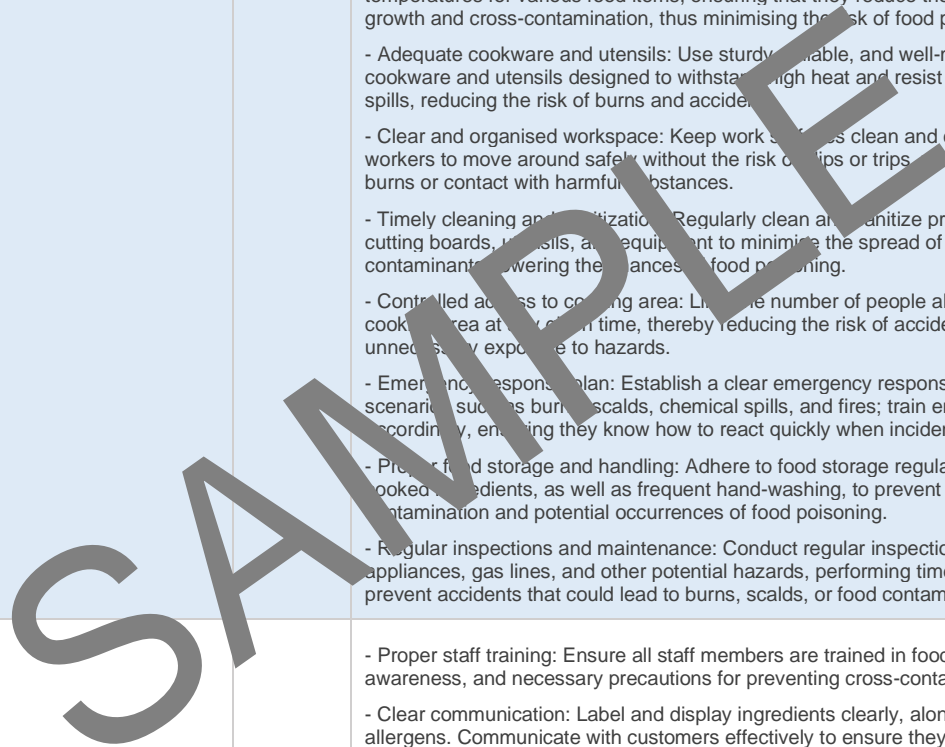 temperatures for various food items, ensuring that they reduce the
growth and cross-contamination, thus minimising the risk of food p
- Adequate cookware and utensils: Use sturdy, and well-
cookware and utensils designed to withstand high heat and resist
spills, reducing the risk of burns and accide
- Clear and organised workspace: Keep work surfaces clean and
workers to move around safely without the risk of slips or trips
burns or contact with harmful substances.
- Timely cleaning and sanitization: Regularly clean and sanitize pr
cutting boards, utensils, and equipment to minimise the spread of
contaminants, lowering the chances of food poisoning.
- Controlled access to cooking area: Limit the number of people al
cooking area at any given time, thereby reducing the risk of accide
unnecessary exposure to hazards.
- Emergency response plan: Establish a clear emergency respons
scenarios such as burns, scalds, chemical spills, and fires; train em
accordingly, ensuring they know how to react quickly when inciden
- Proper food storage and handling: Adhere to food storage regula
cooked ingredients, as well as frequent hand-washing, to prevent
contamination and potential occurrences of food poisoning.
- Regular inspections and maintenance: Conduct regular inspectio
appliances, gas lines, and other potential hazards, performing time
prevent accidents that could lead to burns, scalds, or food contam
- Proper staff training: Ensure all staff members are trained in food
awareness, and necessary precautions for preventing cross-conta
- Clear communication: Label and display ingredients clearly, alon
allergens. Communicate with customers effectively to ensure they
SAMPLE